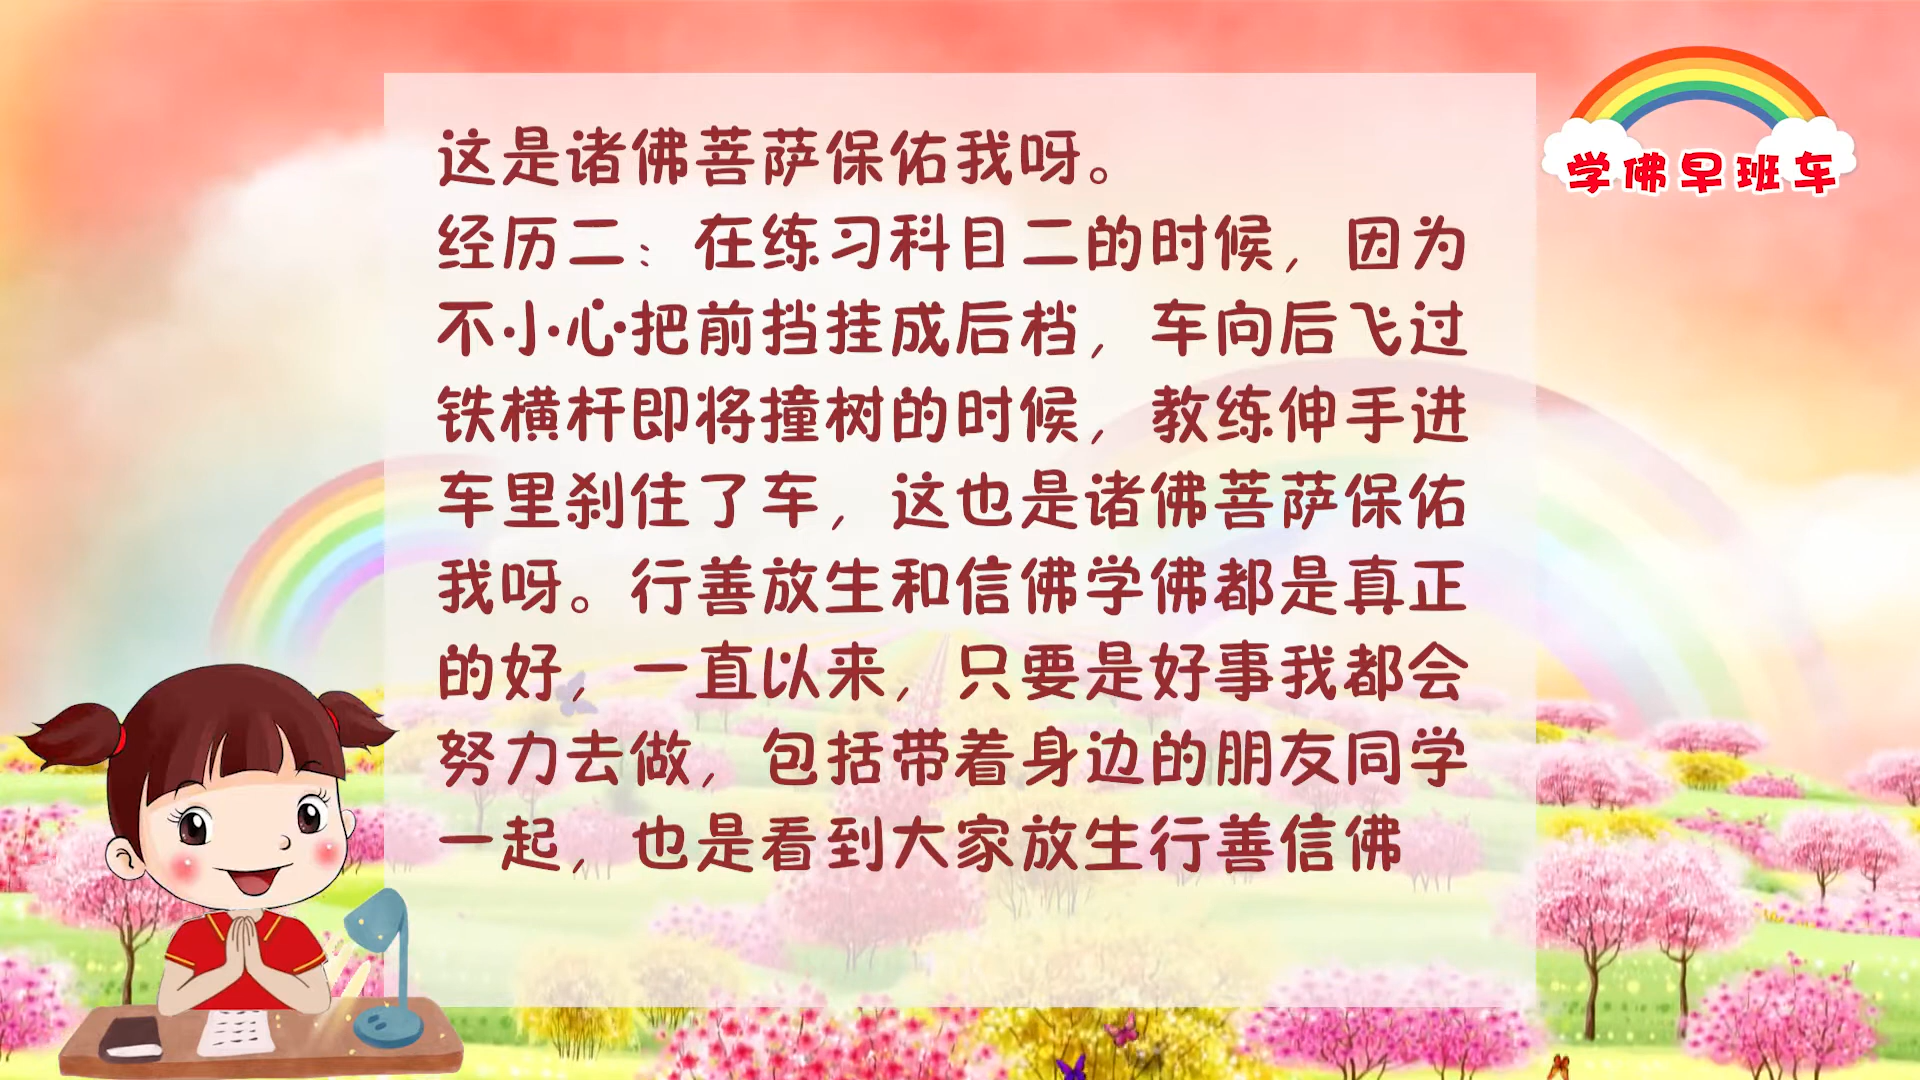 学佛早班车
这是诸佛菩萨保佑我呀。
经历二：在练习科目二的时候，因为
不小心把前挡挂成后档，车向后飞过
铁横杆即将撞树的时候，教练伸手进
车里刹住了车，这也是诸佛菩萨保佑
我呀。行善放生和信佛学佛都是真正
的好，一直以来，只要是好事我都会
努力去做，包括带着身边的朋友同学
一起，也是看到大家放生行善信佛